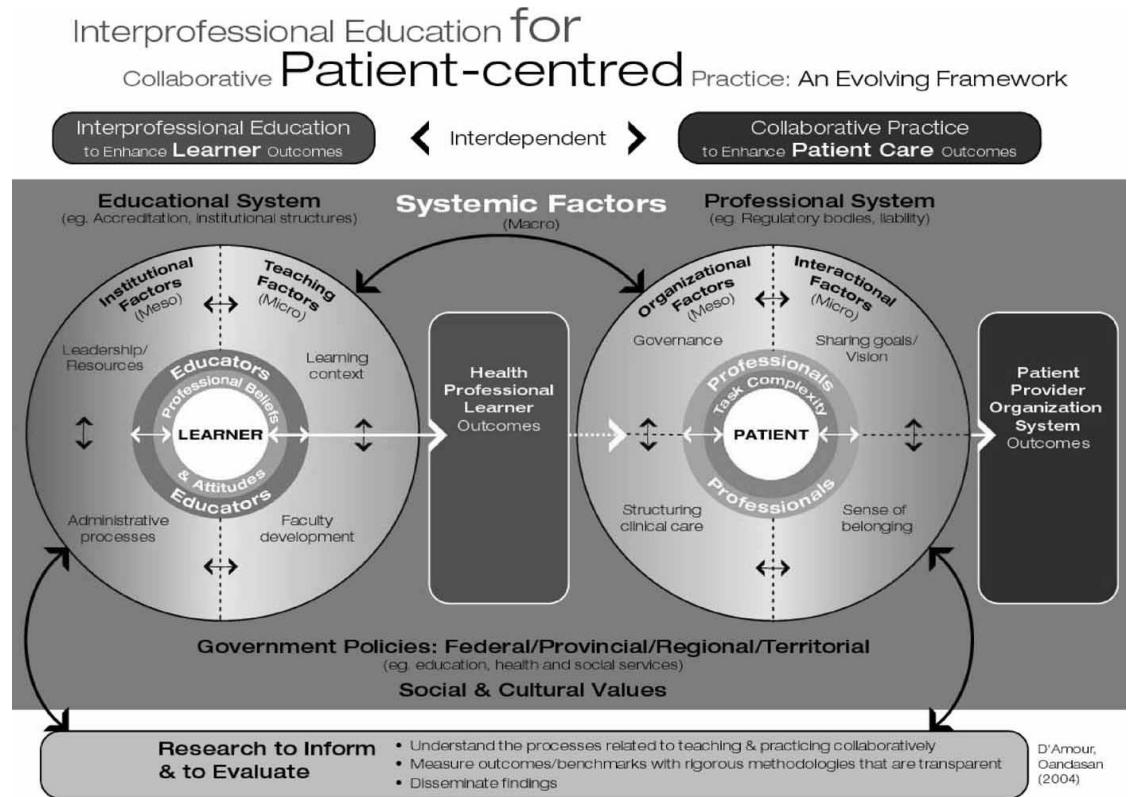 Interprofessional Education for
Collaborative Patient-centred Practice: An Evolving Framework
Interprofessional Education
to Enhance Learner Outcomes
Interdependent
Collaborative Practice
to Enhance Patient Care Outcomes
Educational System
(eg. Accreditation, institutional structures)
Systemic Factors
(Macro)
Professional System
(eg. Regulatory bodies, liability)
Institutional
Factors
(Meso)
Teaching
Factors
(Micro)
Leadership/
Resources
Learning
context
Educators
Professional Beliefs
LEARNER
& Attitudes
Educators
Administrative
processes
Faculty
development
Health
Professional
Learner
Outcomes
Organizational
Factors
(Meso)
Interactional
Factors
(Micro)
Governance
Sharing goals/
Vision
Professionals
Task Complexity
PATIENT
Professionals
Structuring
clinical care
Sense of
belonging
Patient
Provider
Organization
System
Outcomes
Government Policies: Federal/Provincial/Regional/Territorial
(eg. education, health and social services)
Social & Cultural Values
Research to Inform
& to Evaluate
• Understand the processes related to teaching & practicing collaboratively
• Measure outcomes/benchmarks with rigorous methodologies that are transparent
• Disseminate findings
D'Amour,
Oandasan
(2004)